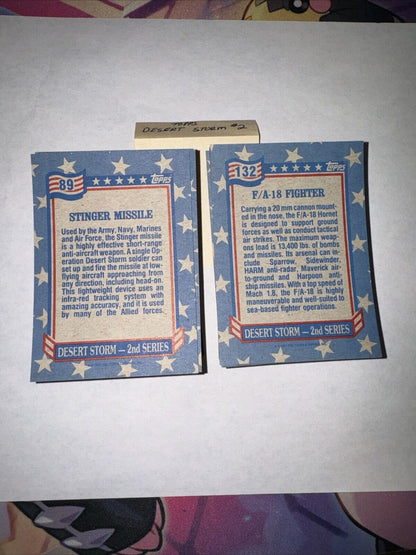 TOPPS
DESERT STORM #2
89
Topps
STINGER MISSILE
Used by the Army, Navy, Marines
and Air Force, the Stinger missile
is a highly effective short-range
anti-aircraft weapon. A single Op-
eration Desert Storm soldier can
set up and fire the missile at low-
flying aircraft approaching from
any direction, including head-on.
This lightweight device uses an
infra-red tracking system with
amazing accuracy, and it is used
by many of the Allied forces.
DESERT STORM — 2nd SERIES
132
Topps
F/A-18 FIGHTER
Carrying a 20 mm cannon mount-
ed in the nose, the F/A-18 Hornet
is designed to support ground
forces as well as conduct tactical
air strikes. The maximum weap-
ons load is 13,400 lbs. of bombs
and missiles. Its arsenal can in-
clude Sparrow, Sidewinder,
HARM anti-radar, Maverick air-
to-ground and Harpoon anti-
ship missiles. With a top speed of
Mach 1.8, the F/A-18 is highly
maneuverable and well-suited to
sea-based fighter operations.
DESERT STORM — 2nd SERIES